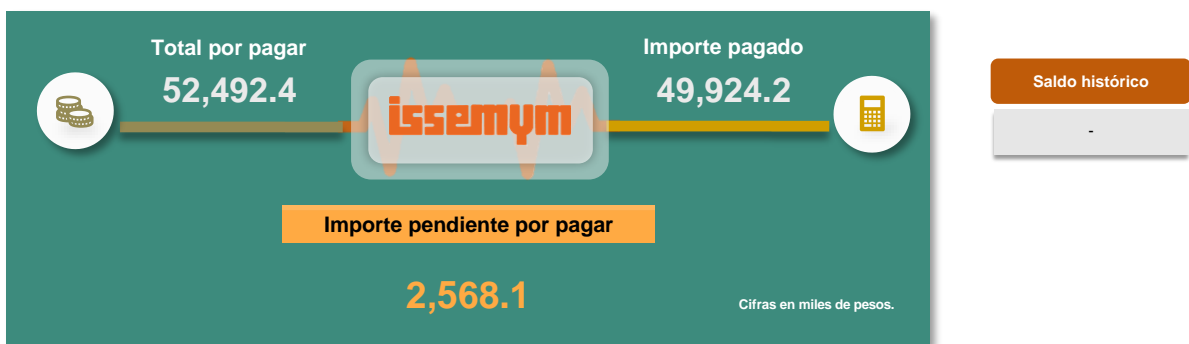 Total por pagar
52,492.4
Importe pagado
49,924.2
issemym
Importe pendiente por pagar
2,568.1
Cifras en miles de pesos.
Saldo histórico
-